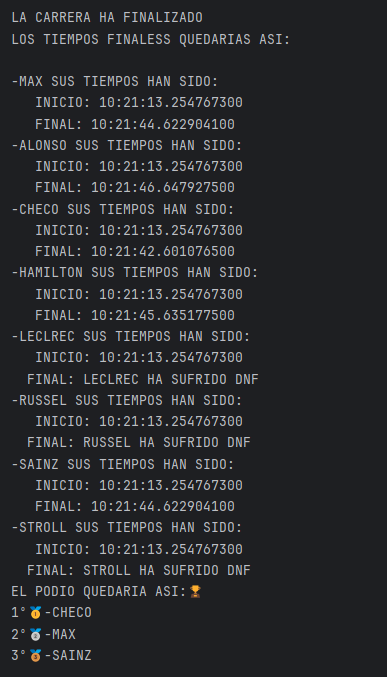 LA CARRERA HA FINALIZADO
LOS TIEMPOS FINALESS QUEDARIAS ASI:
-MAX SUS TIEMPOS HAN SIDO:
INICIO: 10:21:13.254767300
FINAL: 10:21:44.622904100
-ALONSO SUS TIEMPOS HAN SIDO:
INICIO: 10:21:13.254767300
FINAL: 10:21:46.647927500
-CHECO SUS TIEMPOS HAN SIDO:
INICIO: 10:21:13.254767300
FINAL: 10:21:42.601076500
-HAMILTON SUS TIEMPOS HAN SIDO:
INICIO: 10:21:13.254767300
FINAL: 10:21:45.635177500
-LECLREC SUS TIEMPOS HAN SIDO:
INICIO: 10:21:13.254767300
FINAL: LECLREC HA SUFRIDO DNF
-RUSSEL SUS TIEMPOS HAN SIDO:
INICIO: 10:21:13.254767300
FINAL: RUSSEL HA SUFRIDO DNF
-SAINZ SUS TIEMPOS HAN SIDO:
INICIO: 10:21:13.254767300
FINAL: 10:21:44.622904100
-STROLL SUS TIEMPOS HAN SIDO:
INICIO: 10:21:13.254767300
FINAL: STROLL HA SUFRIDO DNF
EL PODIO QUEDARIA ASI:🏆
1°🥇-CHECO
2°🥈-MAX
3°🥉-SAINZ